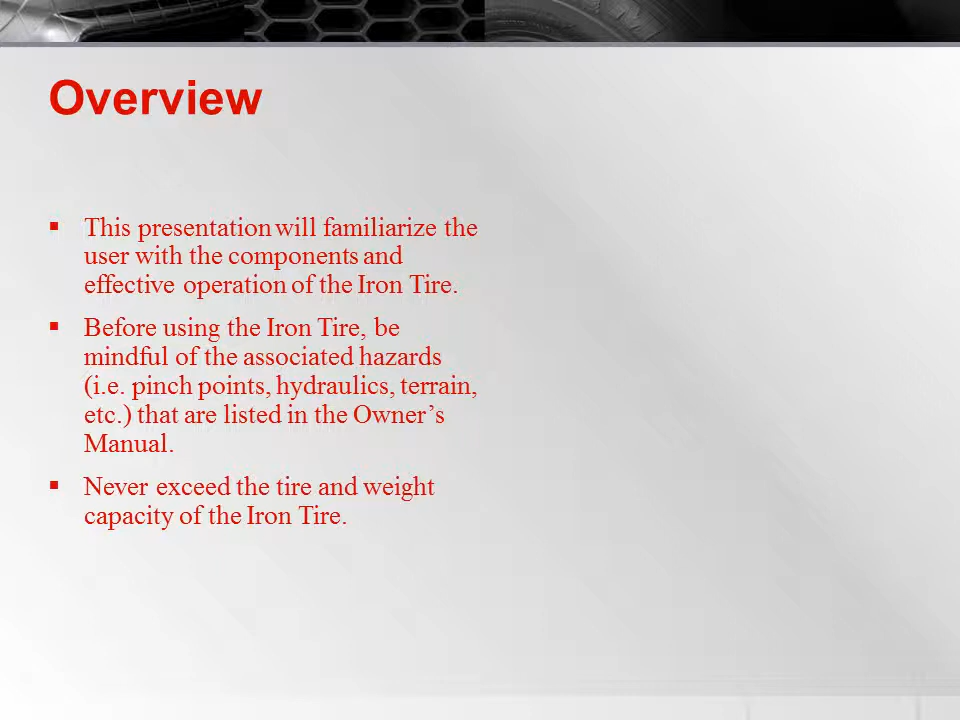 Overview
▪ This presentation will familiarize the
user with the components and
effective operation of the Iron Tire.
▪ Before using the Iron Tire, be
mindful of the associated hazards
(i.e. pinch points, hydraulics, terrain,
etc.) that are listed in the Owner’s
Manual.
▪ Never exceed the tire and weight
capacity of the Iron Tire.